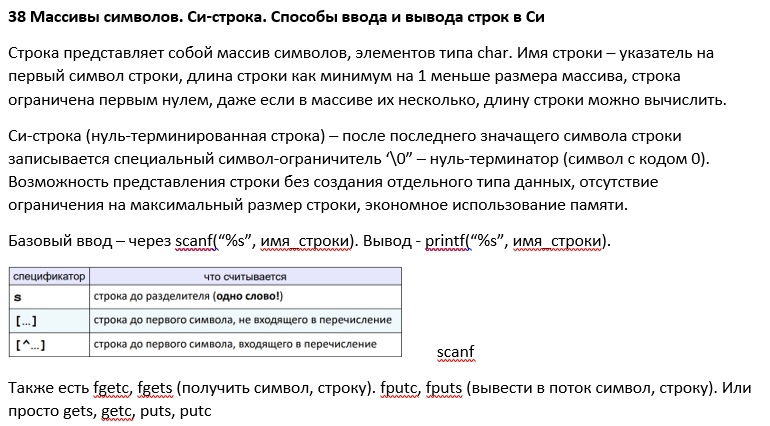 38 Массивы символов. Си-строка. Способы ввода и вывода строк в Си
Строка представляет собой массив символов, элементов типа char. Имя строки – указатель на
первый символ строки, длина строки как минимум на 1 меньше размера массива, строка
ограничена первым нулем, даже если в массиве их несколько, длину строки можно вычислить.
Си-строка (нуль-терминированная строка) – после последнего значащего символа строки
записывается специальный символ-ограничитель ‘\0” – нуль-терминатор (символ с кодом 0).
Возможность представления строки без создания отдельного типа данных, отсутствие
ограничения на максимальный размер строки, экономное использование памяти.
Базовый ввод – через scanf(“%s”, имя_строки). Вывод - printf(“%s”, имя_строки).
спецификатор что считывается
s строка до разделителя (одно слово!)
[...] строка до первого символа, не входящего в перечисление
[^...] строка до первого символа, входящего в перечисление
scanf
Также есть fgetc, fgets (получить символ, строку). fputc, fputs (вывести в поток символ, строку). Или
просто gets, getc, puts, putc